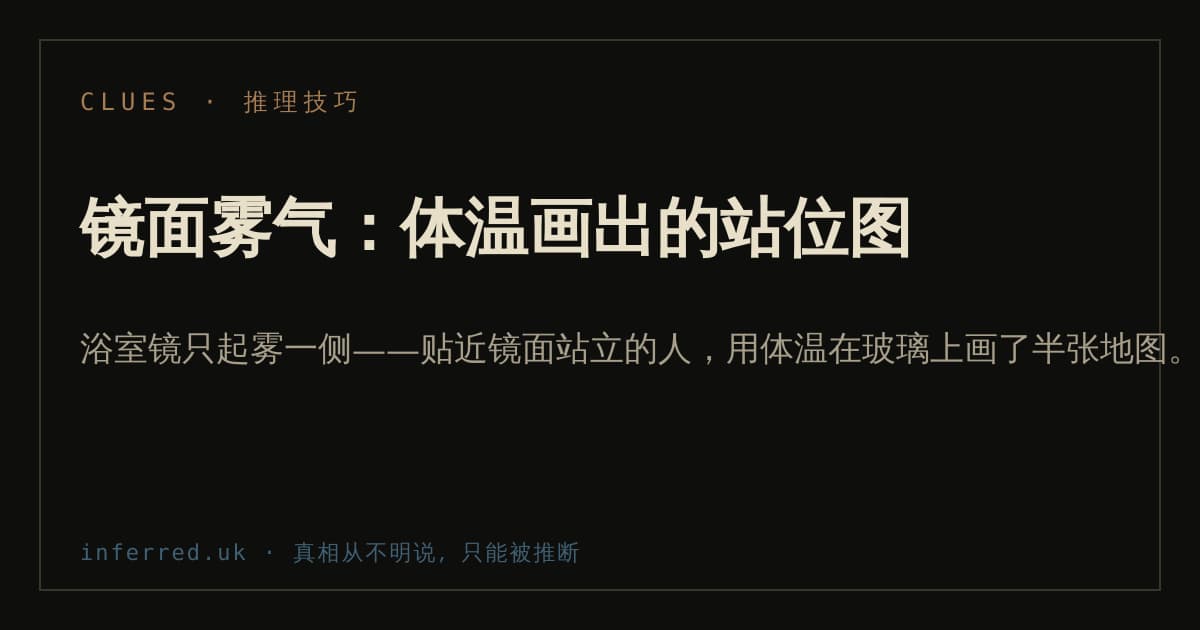 CLUES · 推理技巧
镜面雾气：体温画出的站位图
浴室镜只起雾一侧——贴近镜面站立的人，用体温在玻璃上画了半张地图。
inferred.uk · 真相从不明说，只能被推断